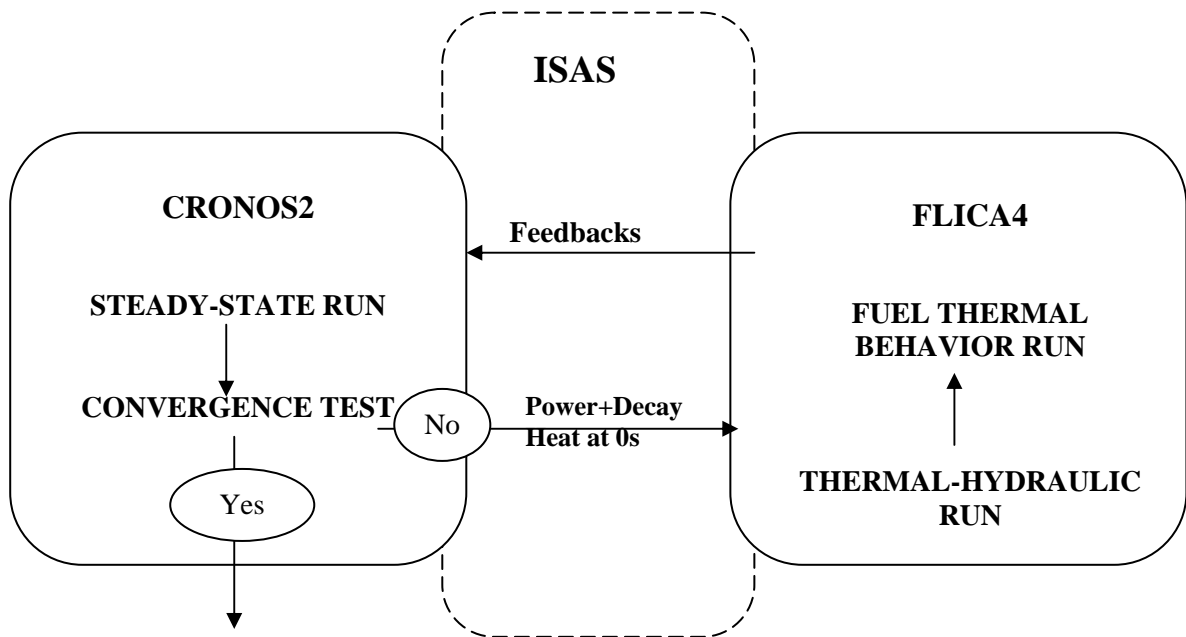 ISAS
CRONOS2
FLICA4
Feedbacks
STEADY-STATE RUN
FUEL THERMAL
BEHAVIOR RUN
CONVERGENCE TEST
No
Power+Decay
Heat at 0s
THERMAL-HYDRAULIC
RUN
Yes